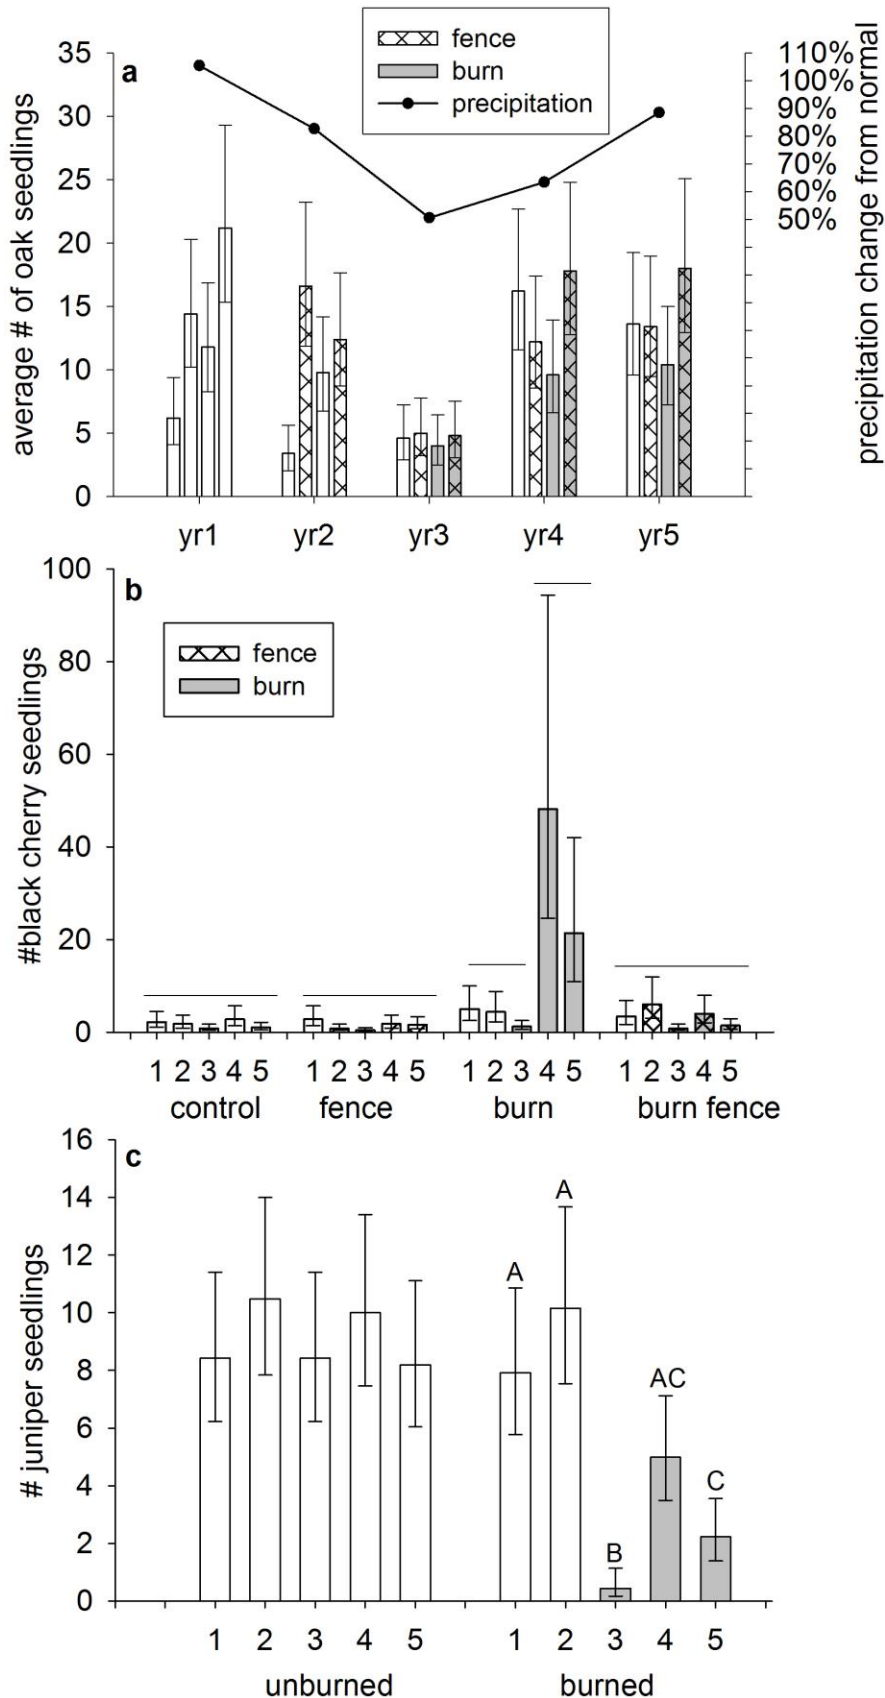 a
fence
burn
precipitation
average # of oak seedlings
35
30
25
20
15
10
5
0
110%
100%
90%
80%
70%
60%
50%
precipitation change from normal
yr1 yr2 yr3 yr4 yr5
b
fence
burn
#black cherry seedlings
100
80
60
40
20
0
1 2 3 4 5 1 2 3 4 5 1 2 3 4 5 1 2 3 4 5
control fence burn burn fence
c
# juniper seedlings
16
14
12
10
8
6
4
2
0
A A B AC C
1 2 3 4 5 1 2 3 4 5
unburned burned